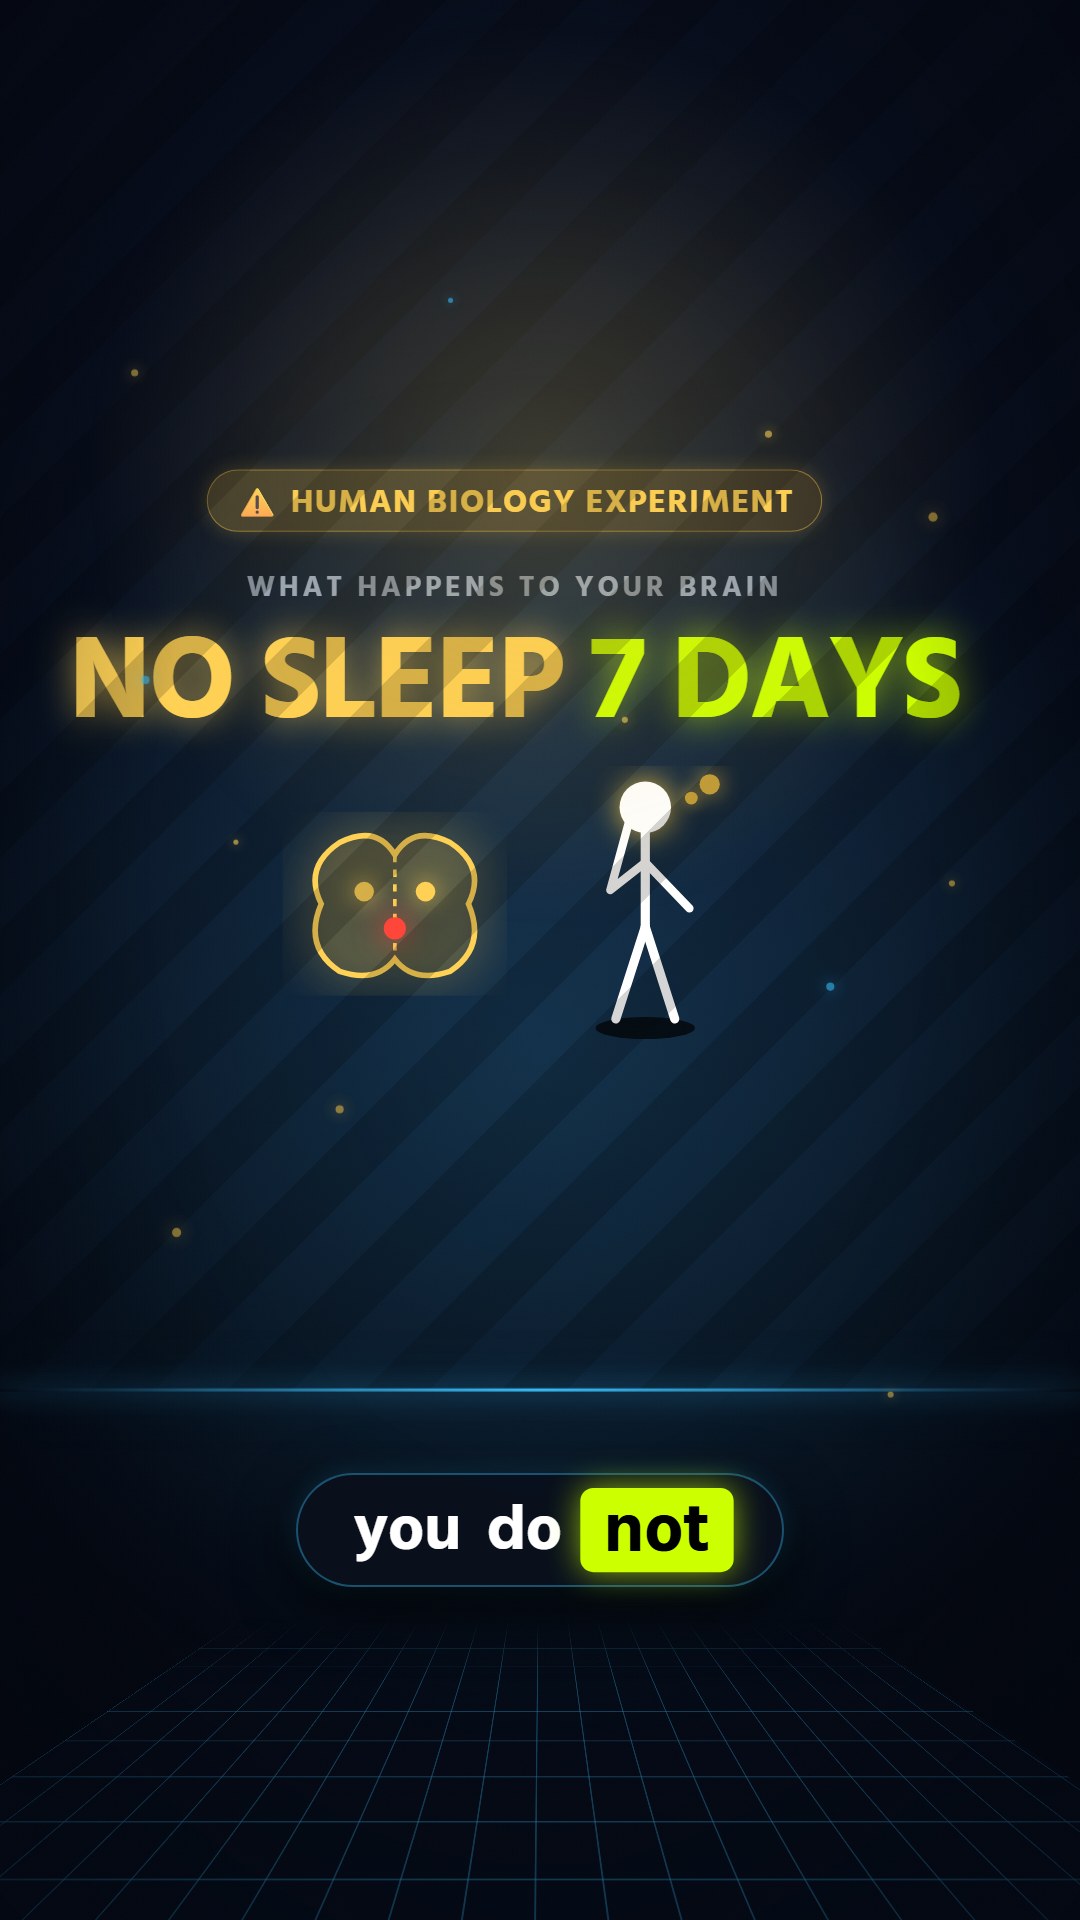 ⚠ HUMAN BIOLOGY EXPERIMENT
WHAT HAPPENS TO YOUR BRAIN
NO SLEEP 7 DAYS
you do not